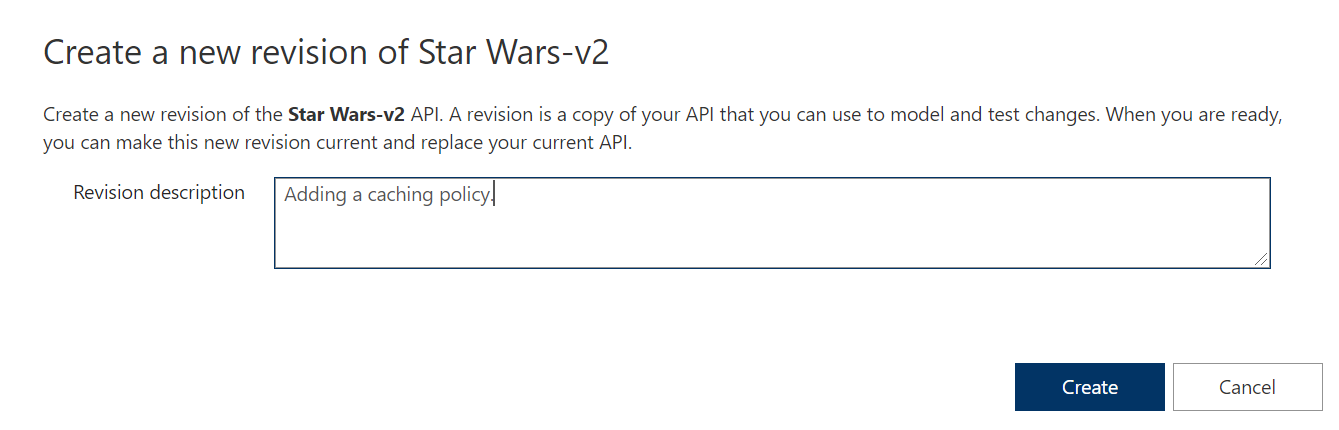 Create a new revision of Star Wars-v2
Create a new revision of the Star Wars-v2 API. A revision is a copy of your API that you can use to model and test changes. When you are ready,
you can make this new revision current and replace your current API.
Revision description
Adding a caching policy.
Create
Cancel